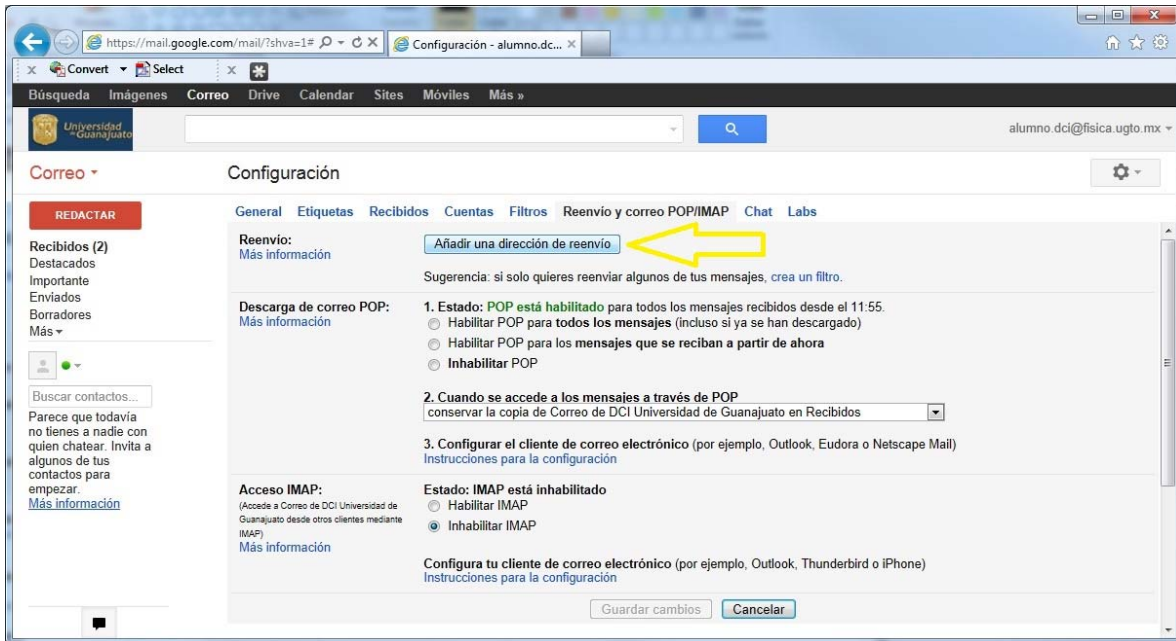 https://mail.google.com/mail/?shva=1#
Configuración - alumno.dc...
x Convert Select x
Búsqueda Imágenes Correo Drive Calendar Sites Móviles Más »
Universidad de Guanajuato
alumno.dci@fisica.ugto.mx
Correo
Configuración
REDACTAR
Recibidos (2)
Destacados
Importante
Enviados
Borradores
Más
Buscar contactos...
Parece que todavía
no tienes a nadie con
quien chatear. Invita a
algunos de tus
contactos para
empezar.
Más información
General Etiquetas Recibidos Cuentas Filtros Reenvío y correo POP/IMAP Chat Labs
Reenvío:
Más información
Añadir una dirección de reenvío
Sugerencia: si solo quieres reenviar algunos de tus mensajes, crea un filtro.
Descarga de correo POP:
Más información
1. Estado: POP está habilitado para todos los mensajes recibidos desde el 11:55.
Habilitar POP para todos los mensajes (incluso si ya se han descargado)
Habilitar POP para los mensajes que se reciban a partir de ahora
Inhabilitar POP
2. Cuando se accede a los mensajes a través de POP
conservar la copia de Correo de DCI Universidad de Guanajuato en Recibidos
3. Configurar el cliente de correo electrónico (por ejemplo, Outlook, Eudora o Netscape Mail)
Instrucciones para la configuración
Acceso IMAP:
(Accede a Correo de DCI Universidad de
Guanajuato desde otros clientes mediante
IMAP)
Más información
Estado: IMAP está inhabilitado
Habilitar IMAP
Inhabilitar IMAP
Configura tu cliente de correo electrónico (por ejemplo, Outlook, Thunderbird o iPhone)
Instrucciones para la configuración
Guardar cambios Cancelar